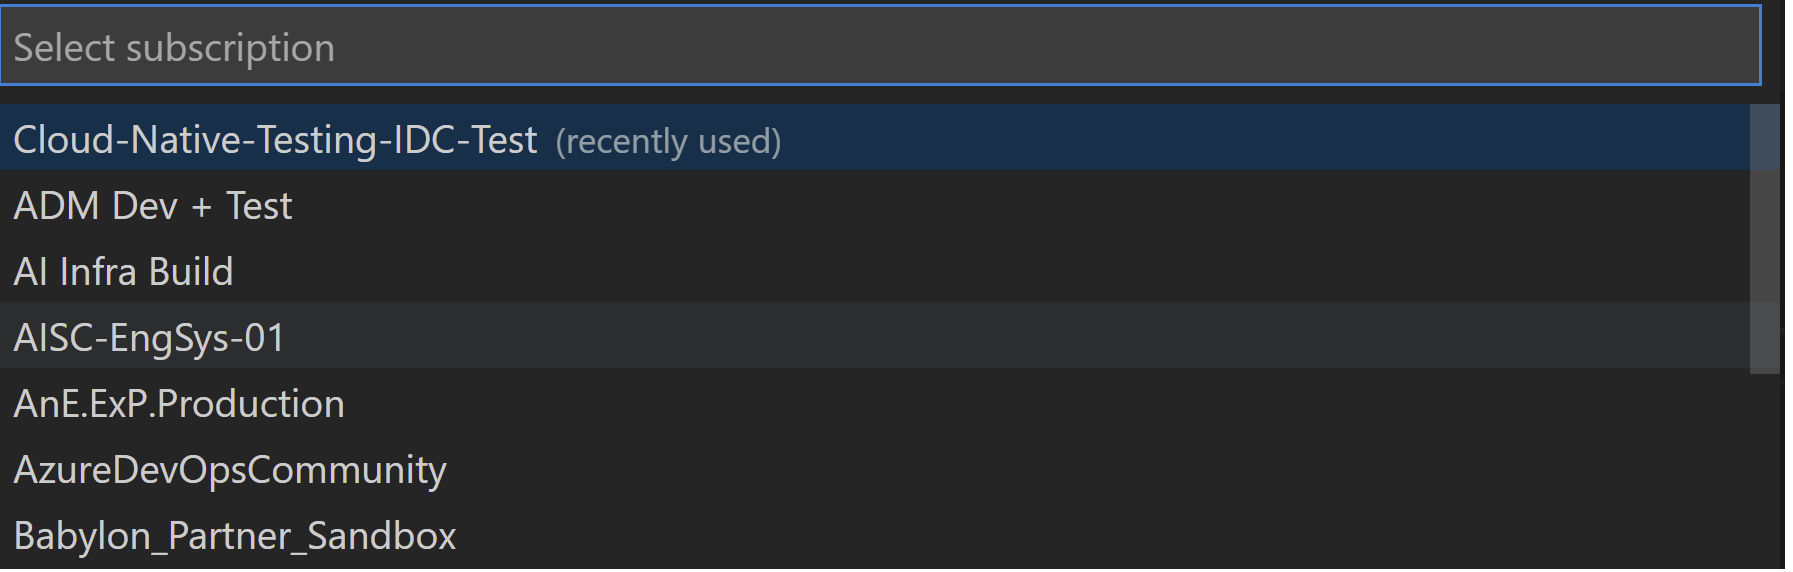 Select subscription
Cloud-Native-Testing-IDC-Test (recently used)
ADM Dev + Test
AI Infra Build
AISC-EngSys-01
AnE.ExP.Production
AzureDevOpsCommunity
Babylon_Partner_Sandbox